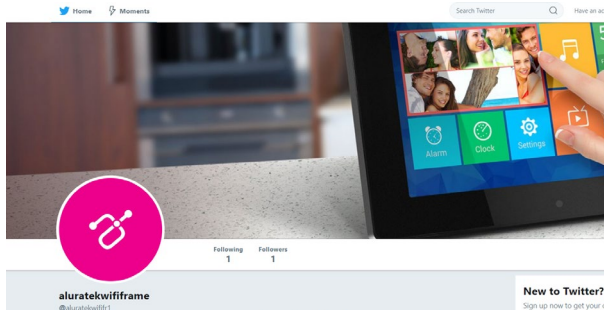 Home Moments
Search Twitter
Have an
Alarm
Clock
Settings
Following Followers
1 1
aluratekwififrame
@aluratekwififr1
New to Twitter?
Sign up now to get your